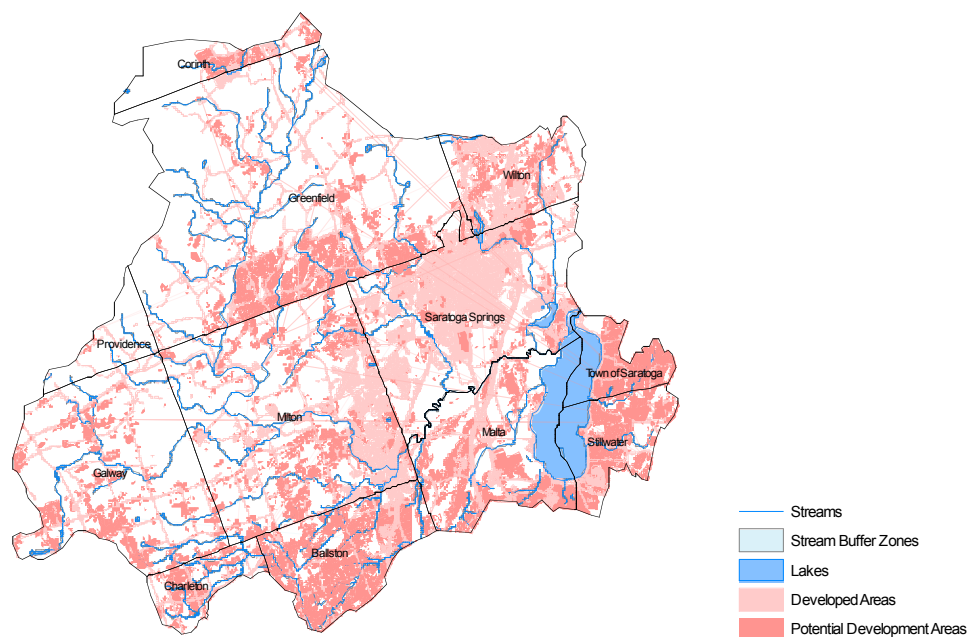 Corinth
Wilton
Greenfield
Saratoga Springs
Providence
Town of Saratoga
Milton
Malta
Stillwater
Galway
Ballston
Charleton
Streams
Stream Buffer Zones
Lakes
Developed Areas
Potential Development Areas